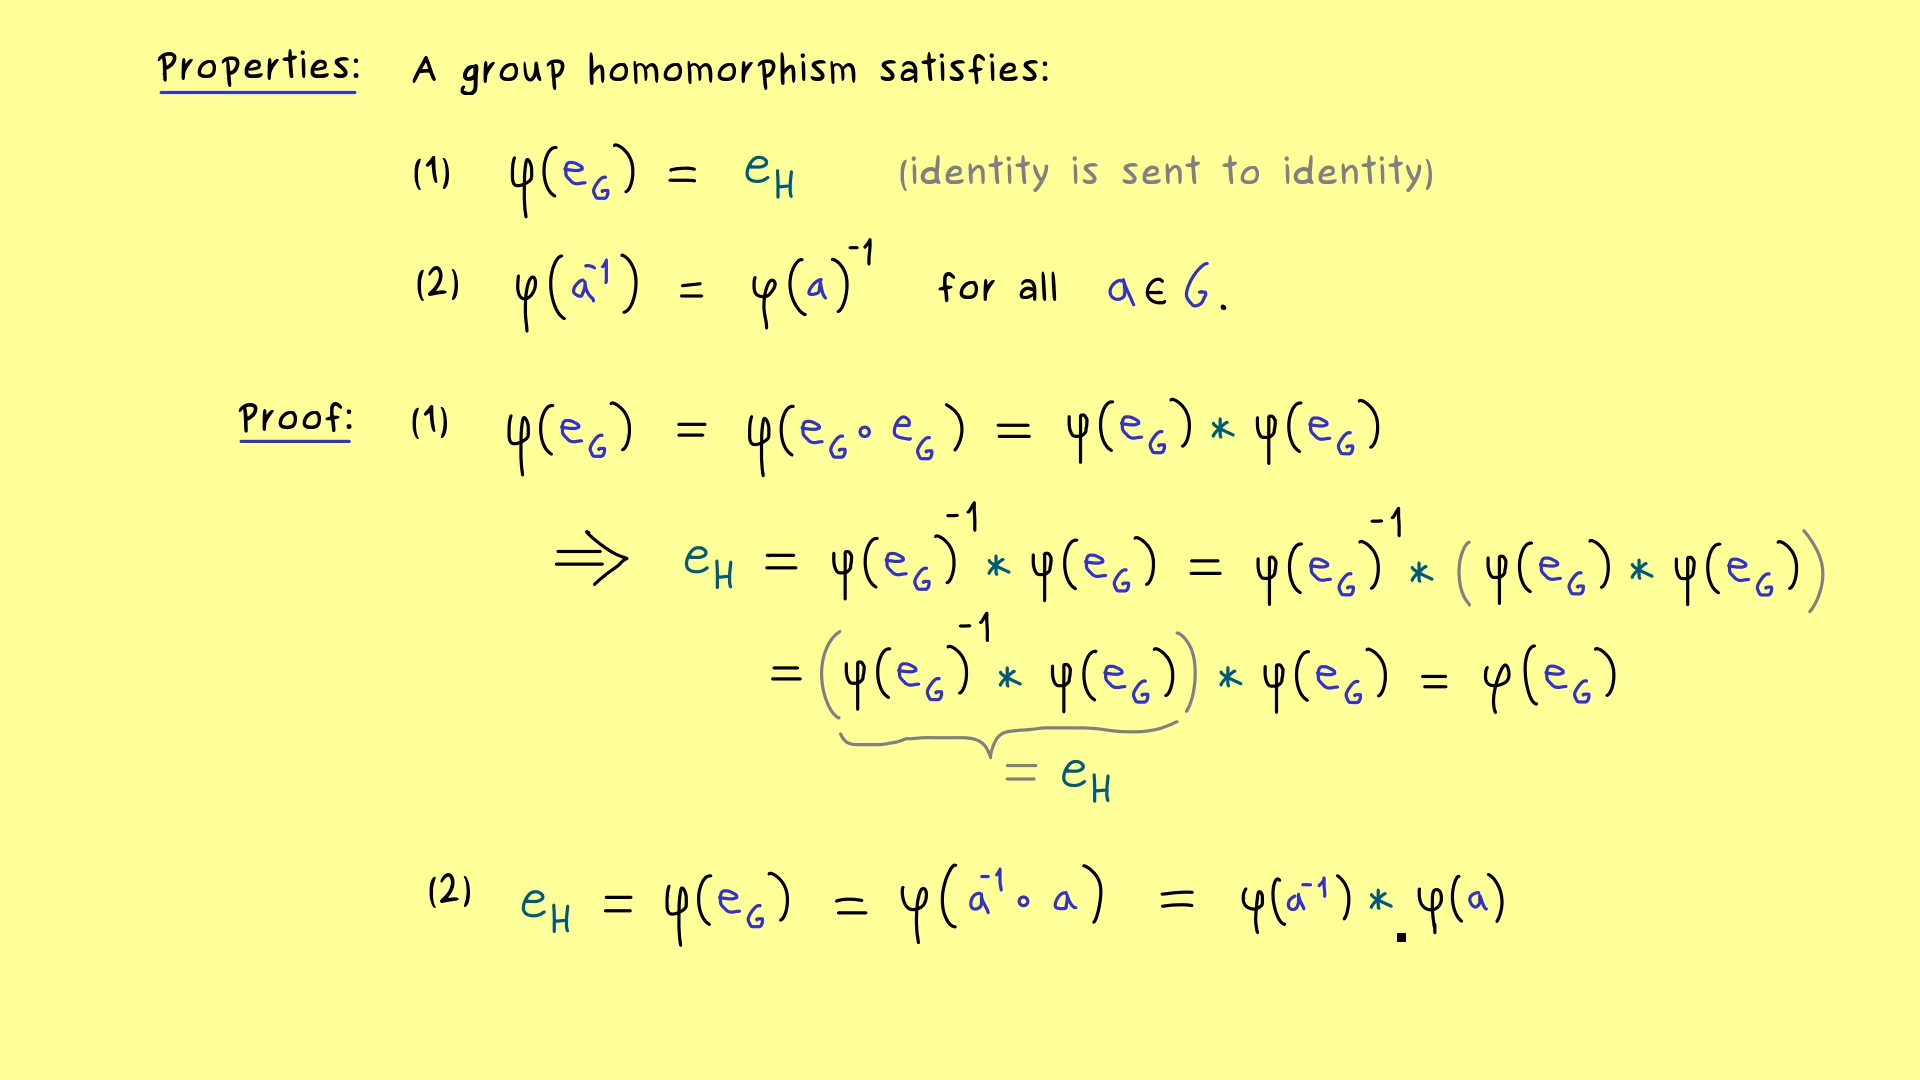 Properties: A group homomorphism satisfies:
(1) φ(e_G) = e_H (identity is sent to identity)
(2) φ(a⁻¹) = φ(a)⁻¹ for all a ∈ G.
Proof: (1) φ(e_G) = φ(e_G ∘ e_G) = φ(e_G) * φ(e_G)
⇒ e_H = φ(e_G)⁻¹ * φ(e_G) = φ(e_G)⁻¹ * (φ(e_G) * φ(e_G))
= (φ(e_G)⁻¹ * φ(e_G)) * φ(e_G) = φ(e_G)
= e_H
(2) e_H = φ(e_G) = φ(a⁻¹ ∘ a) = φ(a⁻¹) * φ(a)